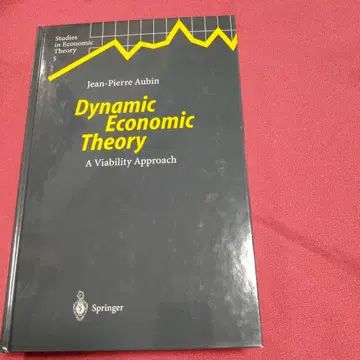 Studies
in Economic
Theory
5
Jean-Pierre Aubin
Dynamic
Economic
Theory
A Viability Approach
Springer